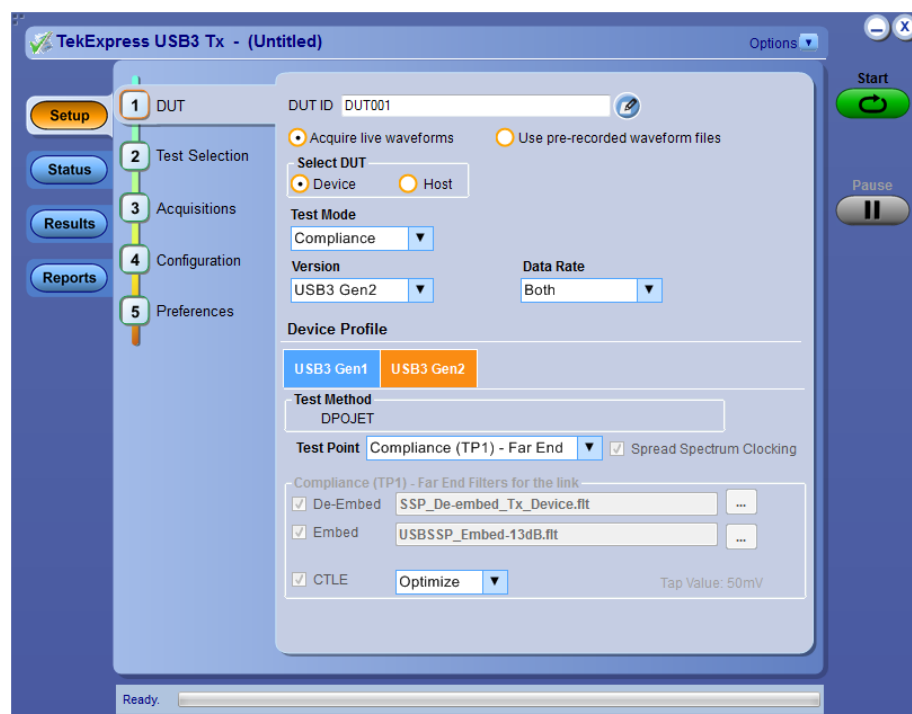 TekExpress USB3 Tx - (Untitled)
Options
X
Start
Pause
Setup
Status
Results
Reports
1 DUT
2 Test Selection
3 Acquisitions
4 Configuration
5 Preferences
DUT ID DUT001
Acquire live waveforms Use pre-recorded waveform files
Select DUT
Device Host
Test Mode
Compliance
Version Data Rate
USB3 Gen2 Both
Device Profile
USB3 Gen1 USB3 Gen2
Test Method
DPOJET
Test Point Compliance (TP1) - Far End Spread Spectrum Clocking
Compliance (TP1) - Far End Filters for the link
De-Embed SSP_De-embed_Tx_Device.flt ...
Embed USBSSP_Embed-13dB.flt ...
CTLE Optimize Tap Value: 50mV
Ready.